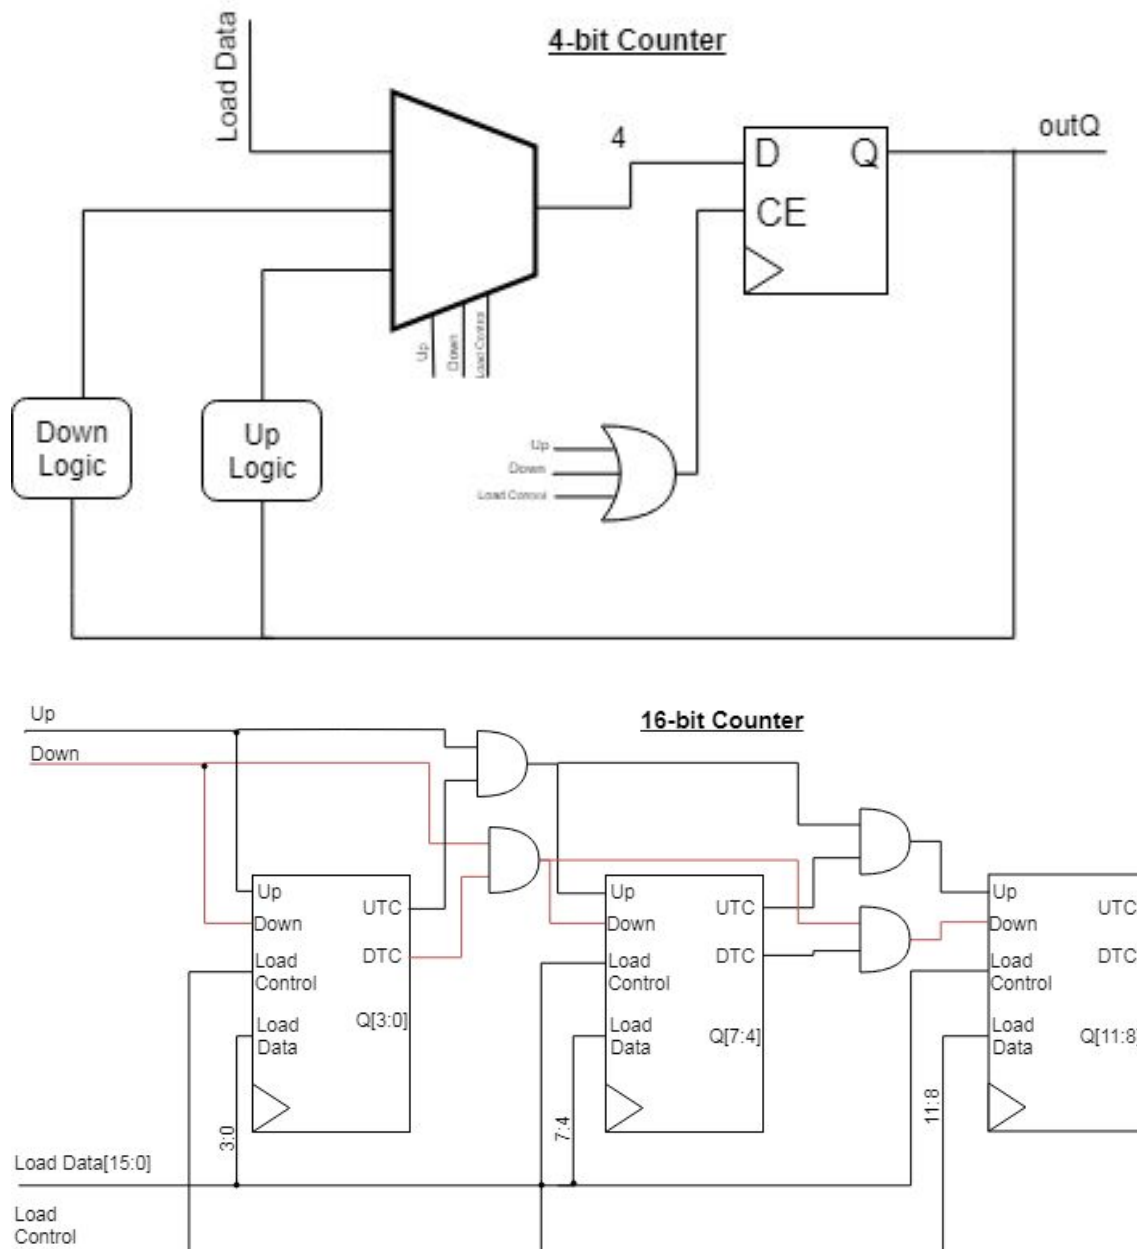 4-bit Counter
Load Data
4
outQ
D
Q
CE
Up
Down
Load Control
Down
Logic
Up
Logic
Up
Down
Load Control
Up
16-bit Counter
Down
Up
UTC
Down
DTC
Load
Control
Q[3:0]
Load
Data
Up
UTC
Down
DTC
Load
Control
Q[7:4]
Load
Data
Up
UTC
Down
DTC
Load
Control
Q[11:8]
Load
Data
3:0
7:4
11:8
Load Data[15:0]
Load
Control